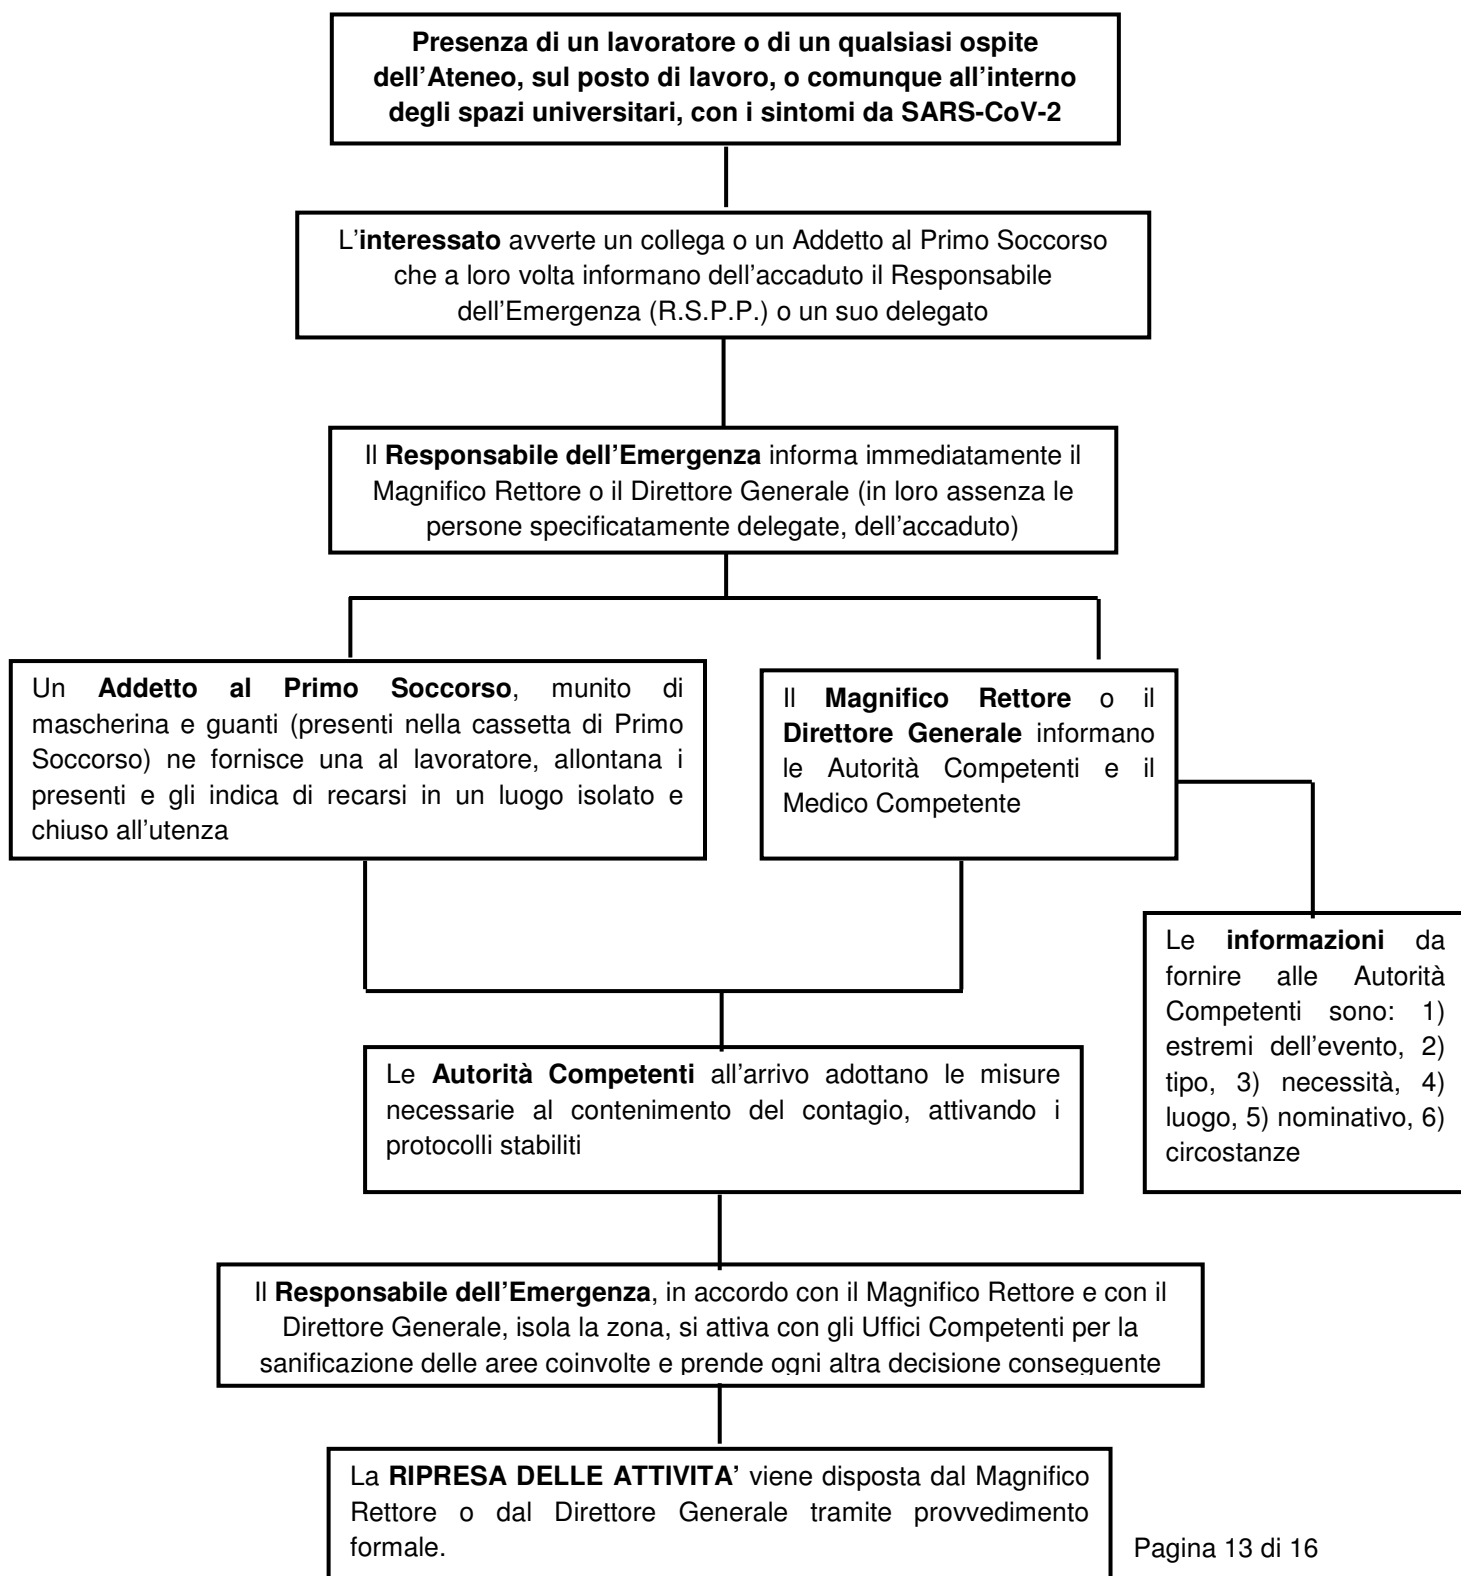 Presenza di un lavoratore o di un qualsiasi ospite
dell’Ateneo, sul posto di lavoro, o comunque all’interno
degli spazi universitari, con i sintomi da SARS-CoV-2
L’interessato avverte un collega o un Addetto al Primo Soccorso
che a loro volta informano dell’accaduto il Responsabile
dell’Emergenza (R.S.P.P.) o un suo delegato
Il Responsabile dell’Emergenza informa immediatamente il
Magnifico Rettore o il Direttore Generale (in loro assenza le
persone specificatamente delegate, dell’accaduto)
Un Addetto al Primo Soccorso, munito di
mascherina e guanti (presenti nella cassetta di Primo
Soccorso) ne fornisce una al lavoratore, allontana i
presenti e gli indica di recarsi in un luogo isolato e
chiuso all’utenza
Il Magnifico Rettore o il
Direttore Generale informano
le Autorità Competenti e il
Medico Competente
Le informazioni da
fornire alle Autorità
Competenti sono: 1)
estremi dell’evento, 2)
tipo, 3) necessità, 4)
luogo, 5) nominativo, 6)
circostanze
Le Autorità Competenti all’arrivo adottano le misure
necessarie al contenimento del contagio, attivando i
protocolli stabiliti
Il Responsabile dell’Emergenza, in accordo con il Magnifico Rettore e con il
Direttore Generale, isola la zona, si attiva con gli Uffici Competenti per la
sanificazione delle aree coinvolte e prende ogni altra decisione conseguente
La RIPRESA DELLE ATTIVITA’ viene disposta dal Magnifico
Rettore o dal Direttore Generale tramite provvedimento
formale.
Pagina 13 di 16